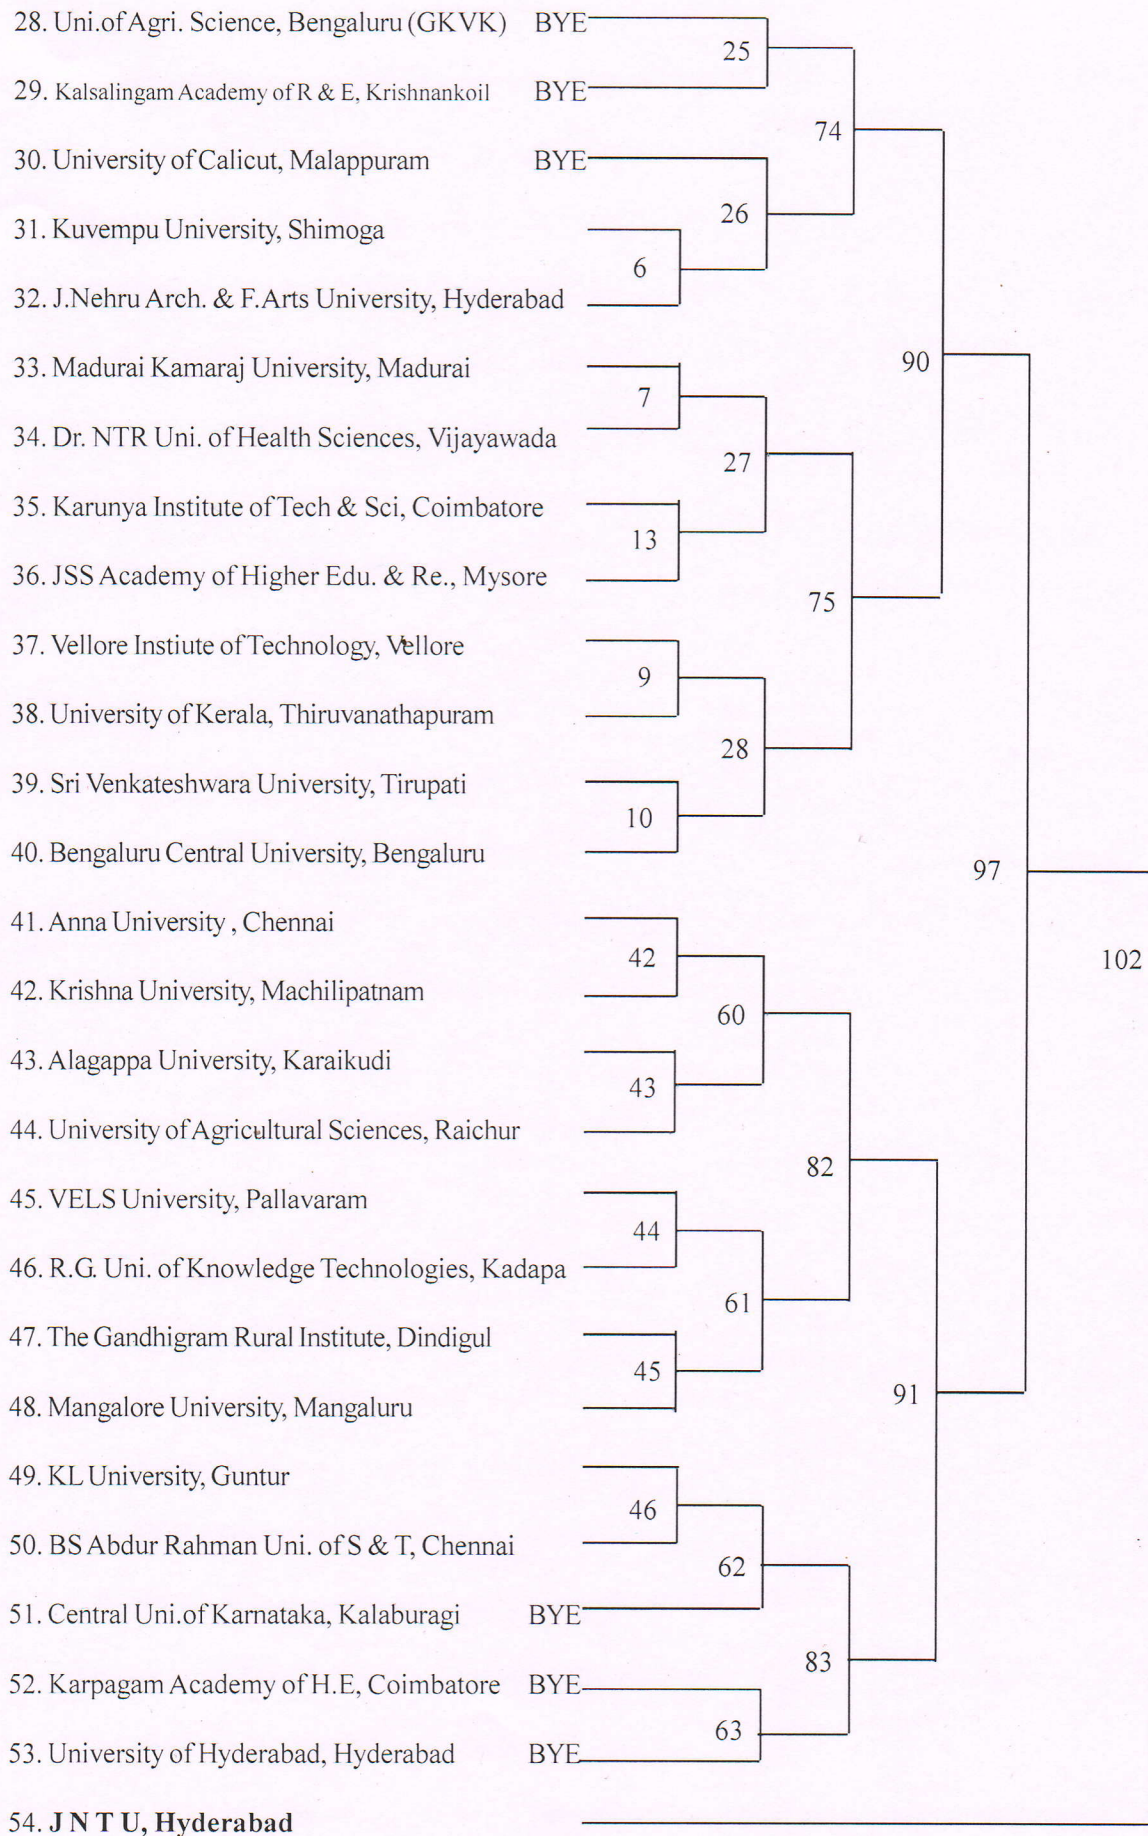 28. Uni.of Agri. Science, Bengaluru (GKVK) BYE
25
29. Kalsalingam Academy of R & E, Krishnankoil BYE
74
30. University of Calicut, Malappuram BYE
26
31. Kuvempu University, Shimoga
6
32. J.Nehru Arch. & F.Arts University, Hyderabad
90
33. Madurai Kamaraj University, Madurai
7
34. Dr. NTR Uni. of Health Sciences, Vijayawada
27
35. Karunya Institute of Tech & Sci, Coimbatore
13
36. JSS Academy of Higher Edu. & Re., Mysore
75
37. Vellore Instiute of Technology, Vellore
9
38. University of Kerala, Thiruvanathapuram
28
39. Sri Venkateshwara University, Tirupati
10
40. Bengaluru Central University, Bengaluru
97
41. Anna University , Chennai
42
102
42. Krishna University, Machilipatnam
60
43. Alagappa University, Karaikudi
43
44. University of Agricultural Sciences, Raichur
82
45. VELS University, Pallavaram
44
46. R.G. Uni. of Knowledge Technologies, Kadapa
61
47. The Gandhigram Rural Institute, Dindigul
45
91
48. Mangalore University, Mangaluru
49. KL University, Guntur
46
50. BS Abdur Rahman Uni. of S & T, Chennai
62
51. Central Uni.of Karnataka, Kalaburagi BYE
83
52. Karpagam Academy of H.E, Coimbatore BYE
63
53. University of Hyderabad, Hyderabad BYE
54. J N T U, Hyderabad